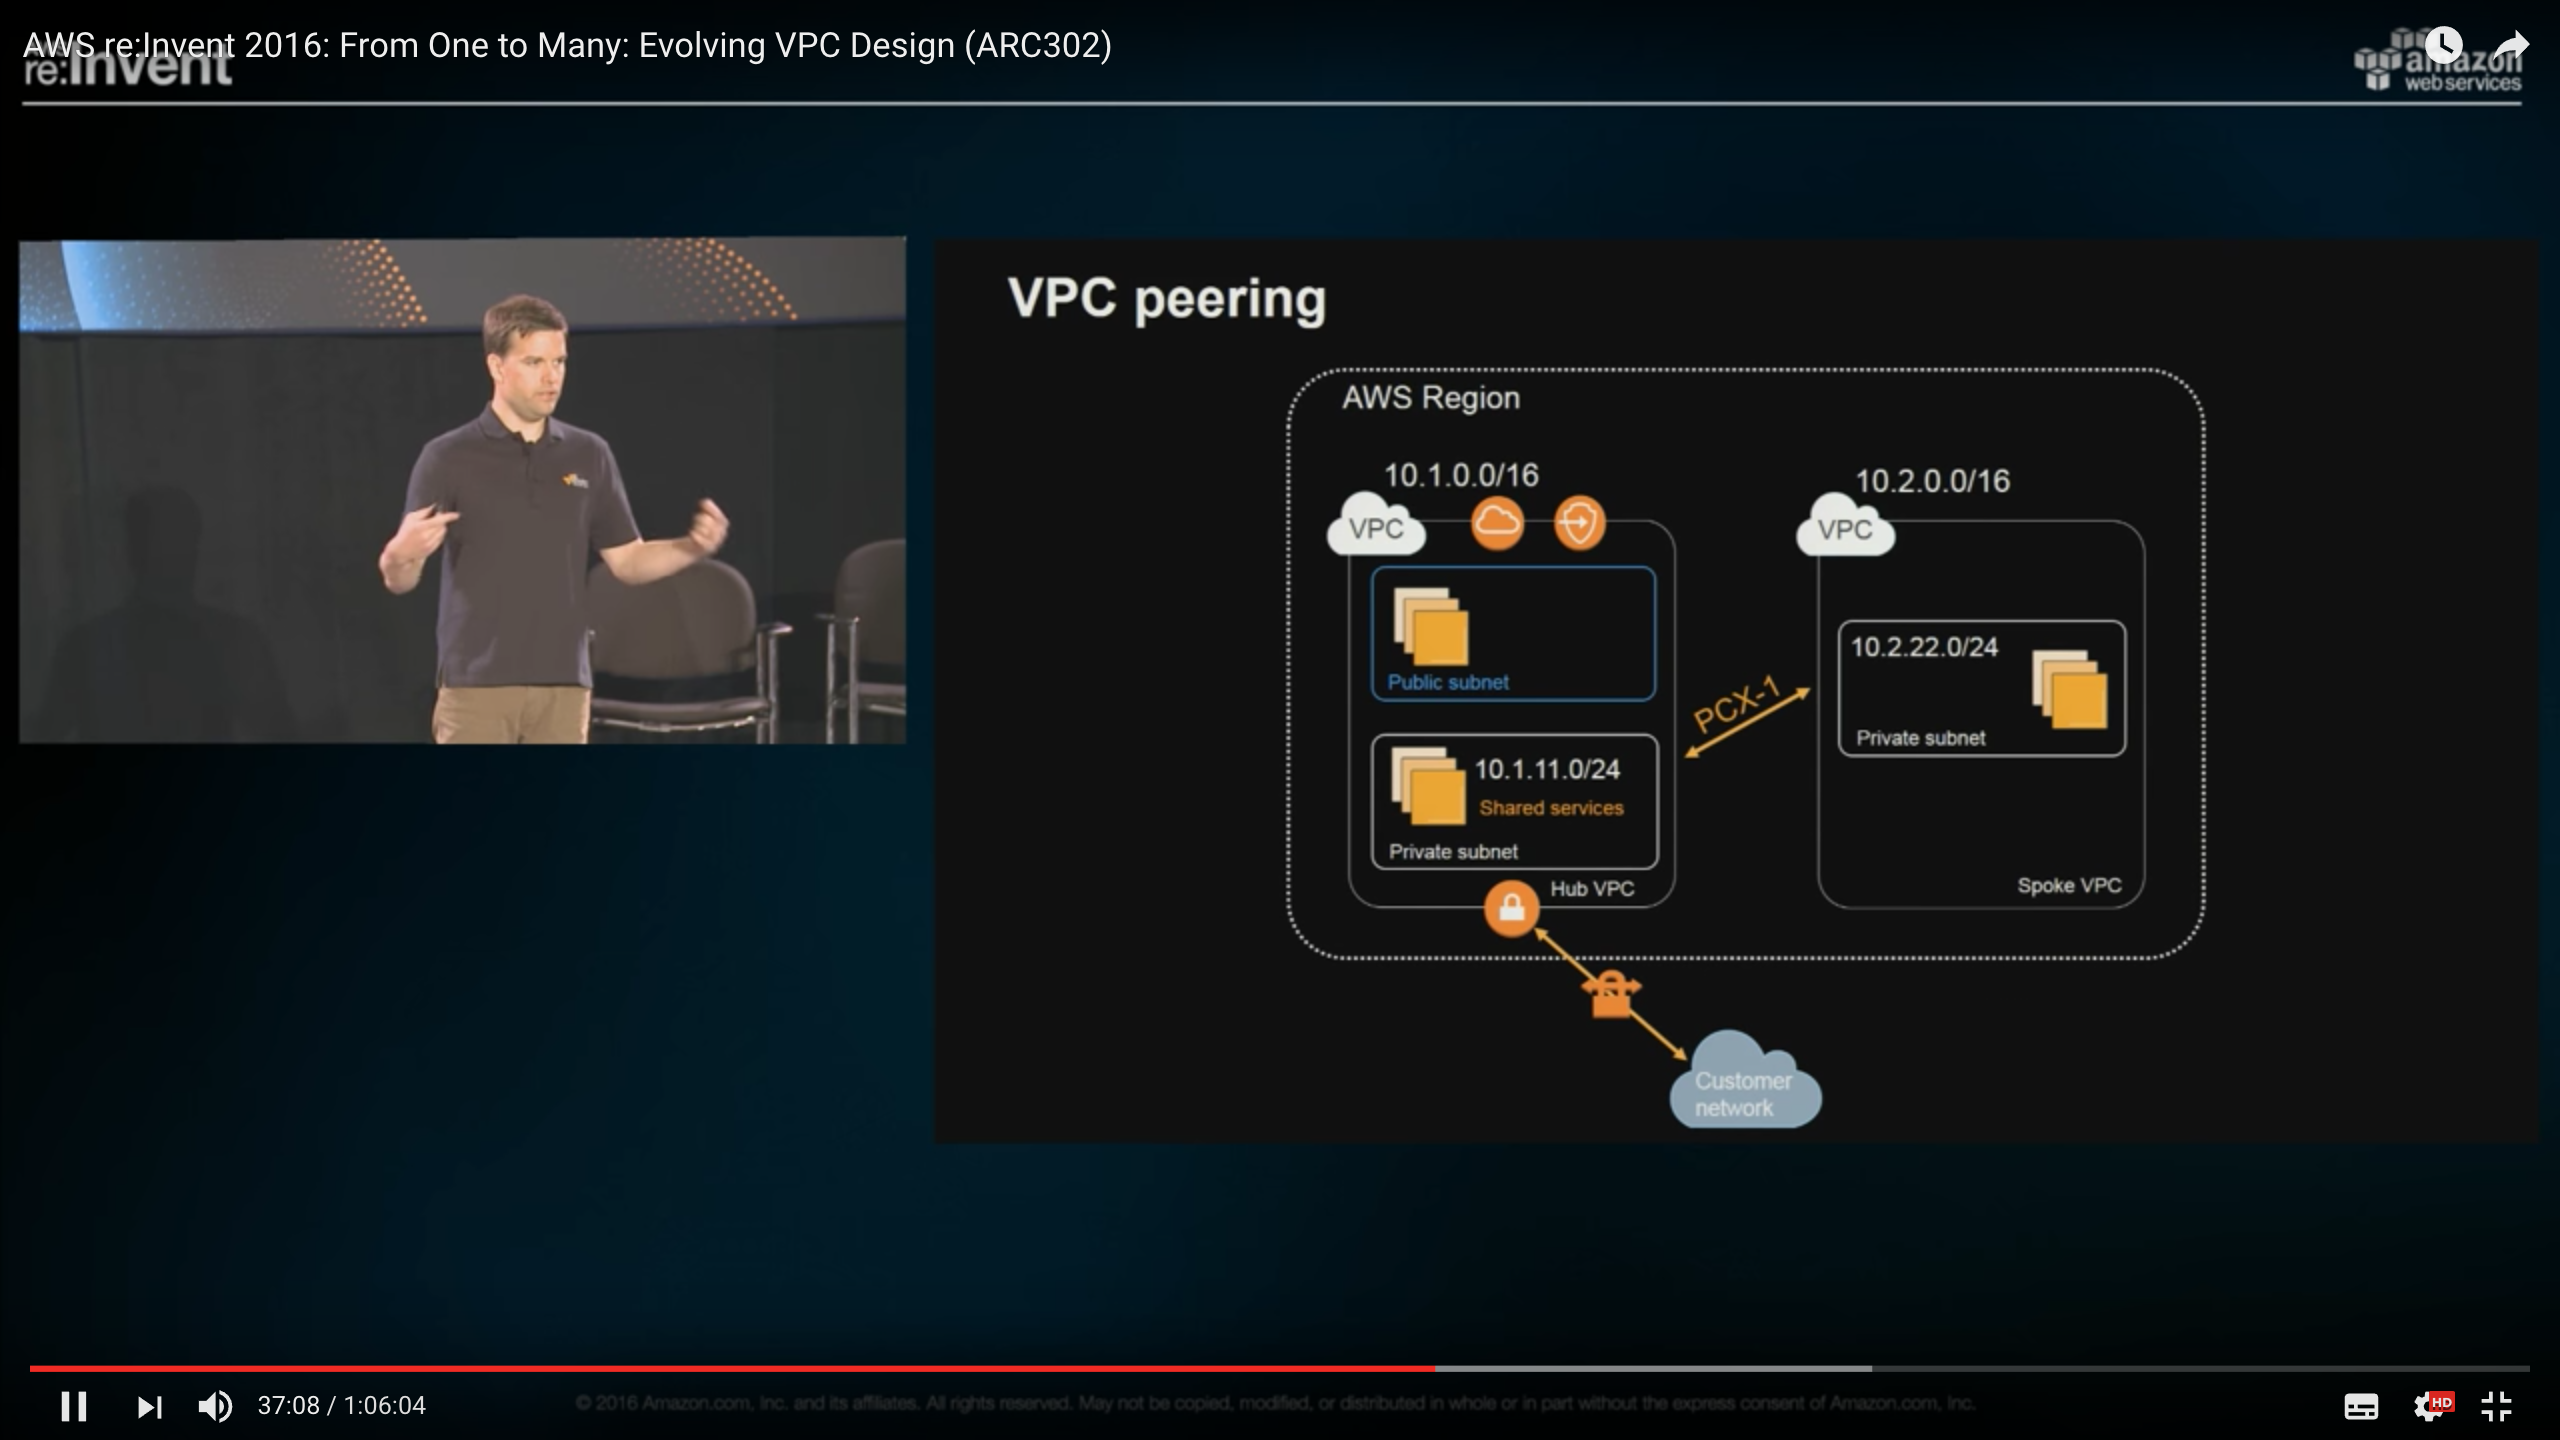 AWS re:Invent 2016: From One to Many: Evolving VPC Design (ARC302)
re:Invent
amazon
web services
VPC peering
AWS Region
10.1.0.0/16
10.2.0.0/16
VPC
VPC
Public subnet
10.2.22.0/24
Private subnet
PCX-1
10.1.11.0/24
Shared services
Private subnet
Hub VPC
Spoke VPC
Customer
network
37:08 / 1:06:04
© 2016 Amazon.com, Inc. and its affiliates. All rights reserved. May not be copied, modified, or distributed in whole or in part without the express consent of Amazon.com, Inc.
HD